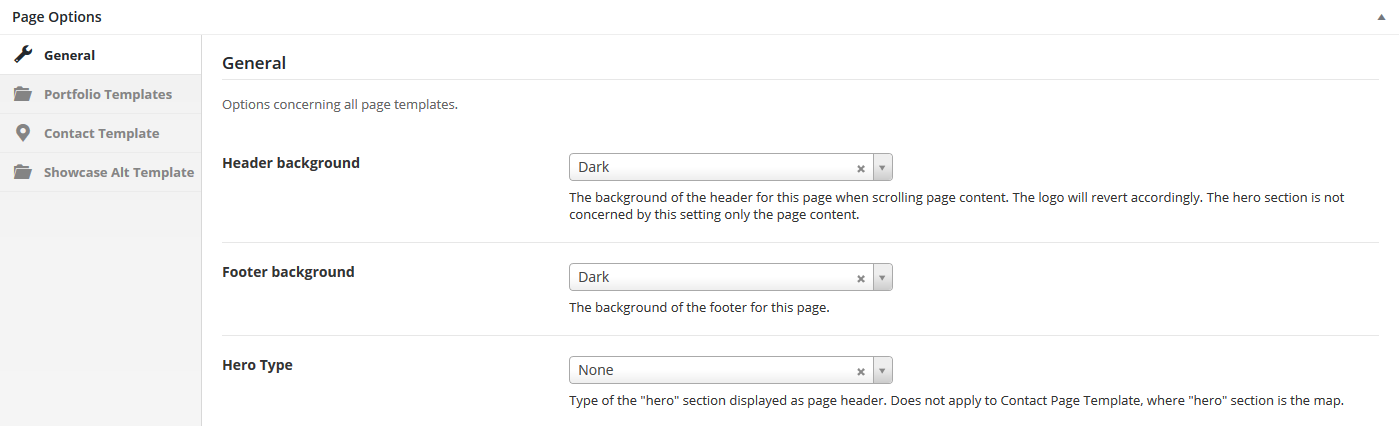 Page Options
General
Portfolio Templates
Contact Template
Showcase Alt Template
General
Options concerning all page templates.
Header background
Dark
The background of the header for this page when scrolling page content. The logo will revert accordingly. The hero section is not
concerned by this setting only the page content.
Footer background
Dark
The background of the footer for this page.
Hero Type
None
Type of the "hero" section displayed as page header. Does not apply to Contact Page Template, where "hero" section is the map.